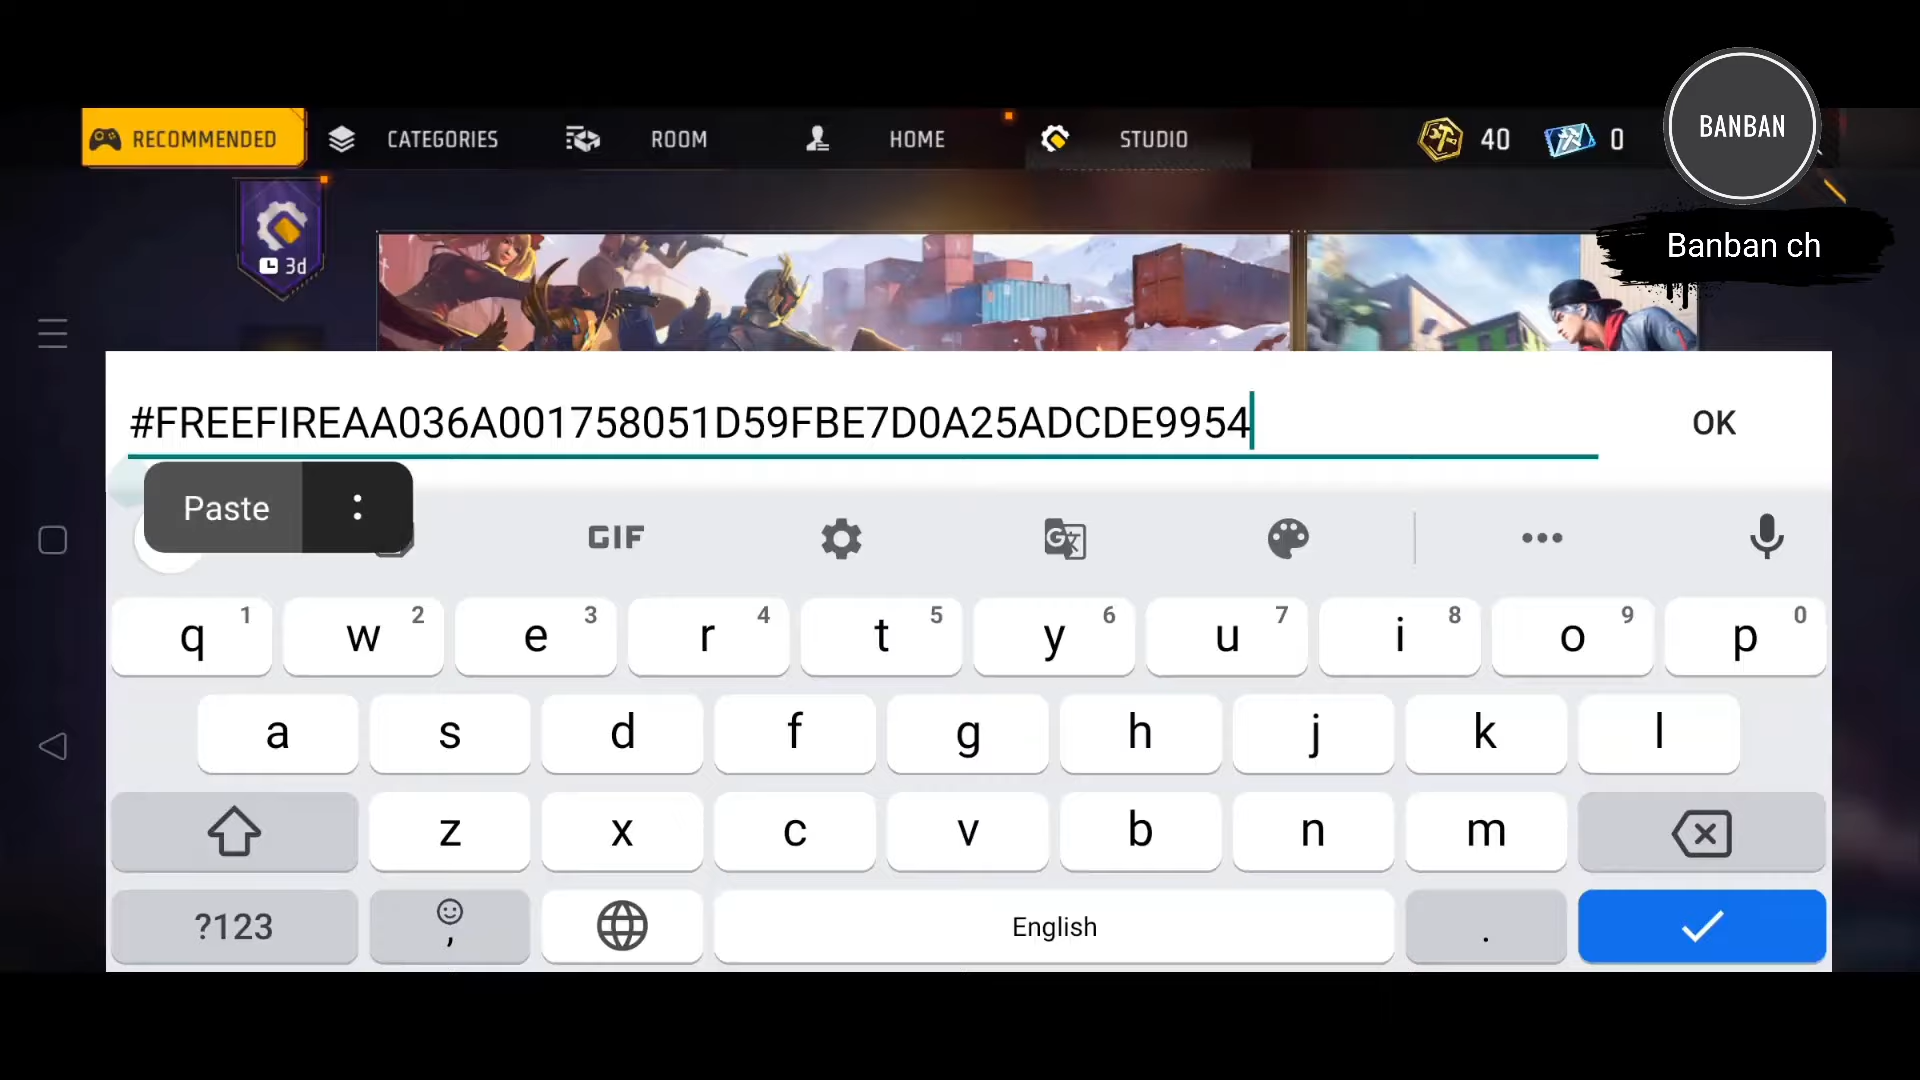 RECOMMENDED CATEGORIES ROOM HOME STUDIO 40 0
BANBAN
Banban ch
3d
#FREEFIREAA036A001758051D59FBE7D0A25ADCDE9954 OK
Paste
GIF
q 1 w 2 e 3 r 4 t 5 y 6 u 7 i 8 o 9 p 0
a s d f g h j k l
z x c v b n m
?123 , English .